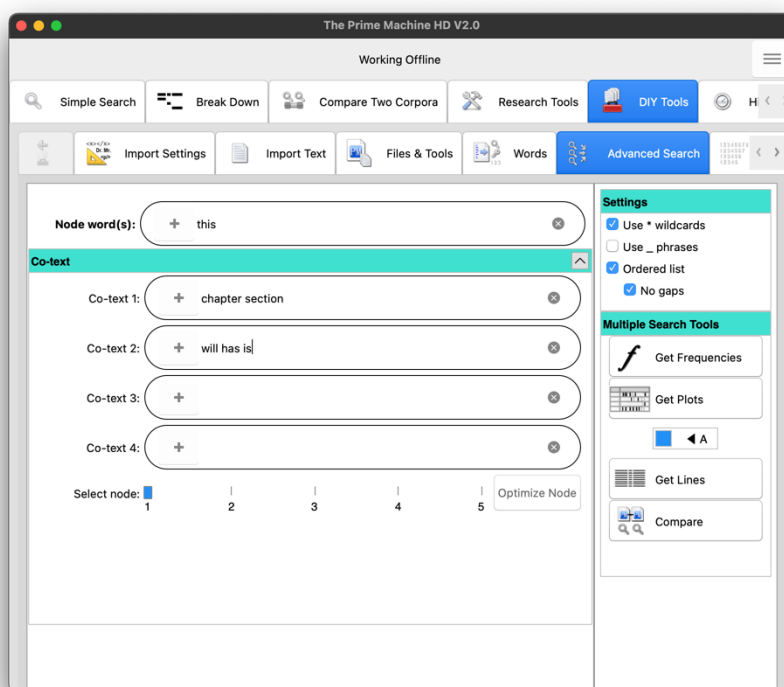 The Prime Machine HD V2.0
Working Offline
Simple Search
Break Down
Compare Two Corpora
Research Tools
DIY Tools
Hi
Import Settings
Import Text
Files & Tools
Words
Advanced Search
Node word(s): + this
Co-text
Co-text 1: + chapter section
Co-text 2: + will has is
Co-text 3: +
Co-text 4: +
Select node:
1 2 3 4 5
Optimize Node
Settings
Use * wildcards
Use _ phrases
Ordered list
No gaps
Multiple Search Tools
Get Frequencies
Get Plots
A
Get Lines
Compare